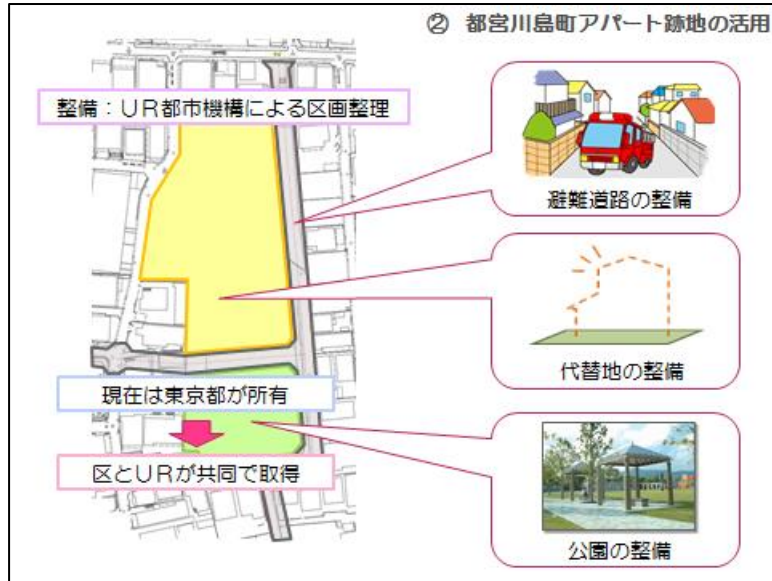 ② 都営川島町アパート跡地の活用
整備：ＵＲ都市機構による区画整理
避難道路の整備
代替地の整備
現在は東京都が所有
区とＵＲが共同で取得
公園の整備